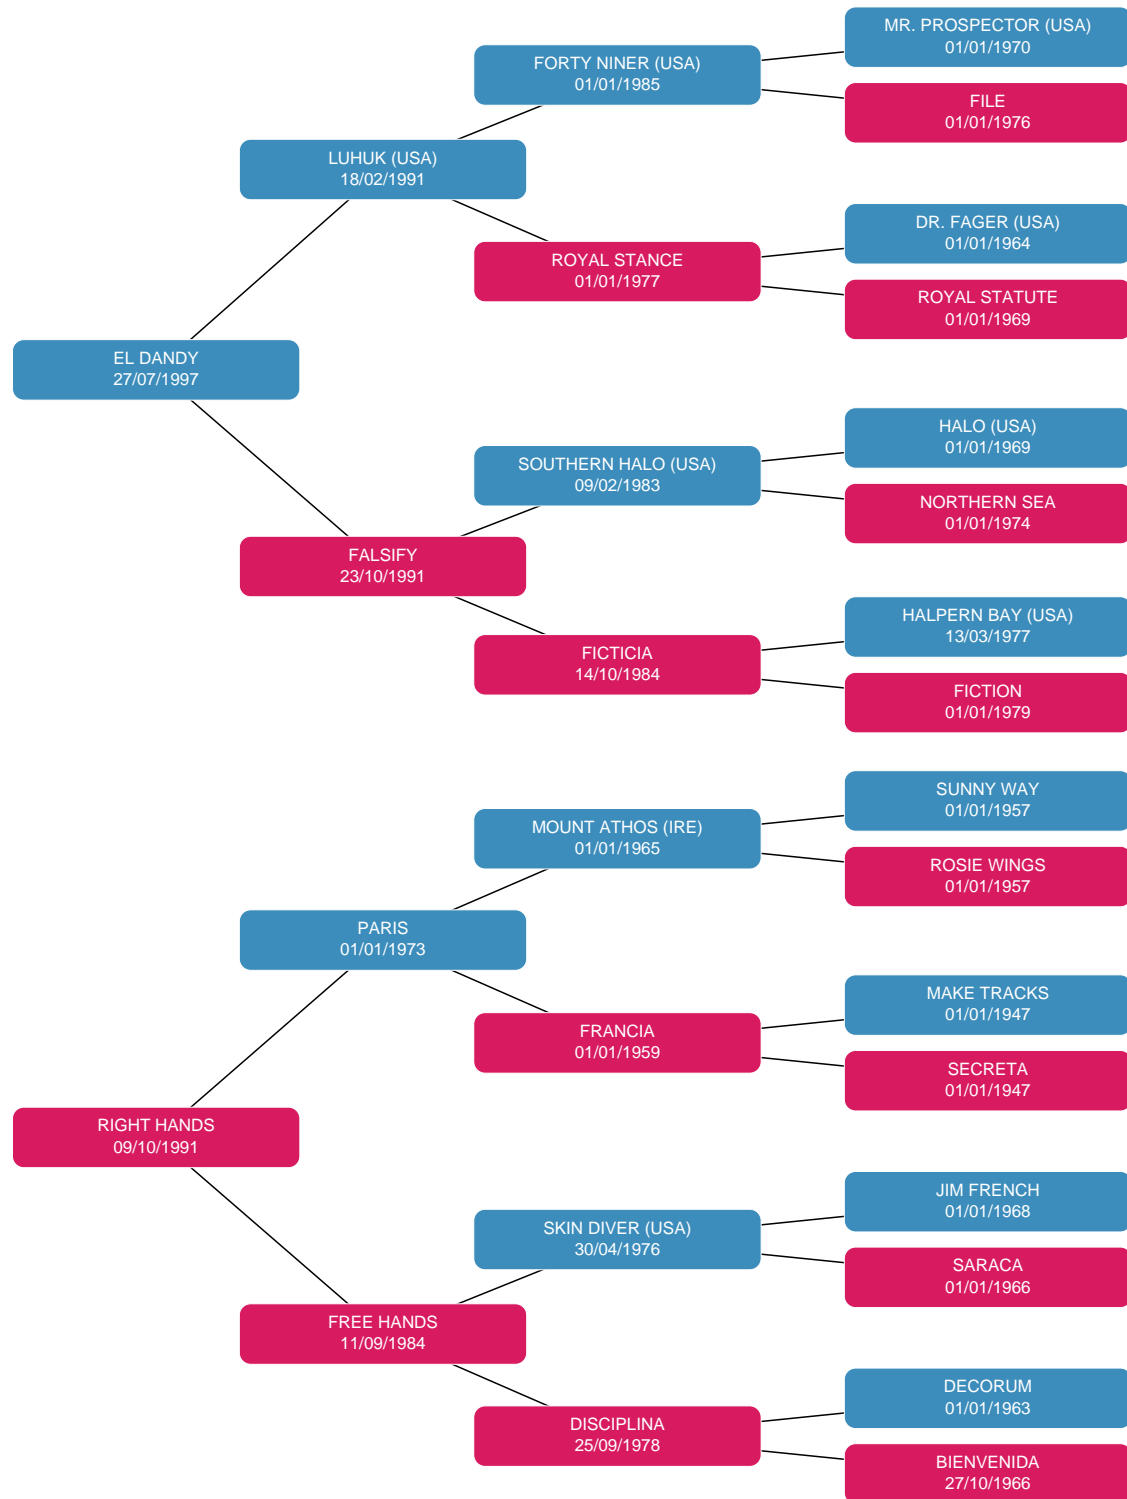 MR. PROSPECTOR (USA)
01/01/1970
FORTY NINER (USA)
01/01/1985
FILE
01/01/1976
LUHUK (USA)
18/02/1991
DR. FAGER (USA)
01/01/1964
ROYAL STANCE
01/01/1977
ROYAL STATUTE
01/01/1969
EL DANDY
27/07/1997
HALO (USA)
01/01/1969
SOUTHERN HALO (USA)
09/02/1983
NORTHERN SEA
01/01/1974
FALSIFY
23/10/1991
HALPERN BAY (USA)
13/03/1977
FICTICIA
14/10/1984
FICTION
01/01/1979
SUNNY WAY
01/01/1957
MOUNT ATHOS (IRE)
01/01/1965
ROSIE WINGS
01/01/1957
PARIS
01/01/1973
MAKE TRACKS
01/01/1947
FRANCIA
01/01/1959
SECRETA
01/01/1947
RIGHT HANDS
09/10/1991
JIM FRENCH
01/01/1968
SKIN DIVER (USA)
30/04/1976
SARACA
01/01/1966
FREE HANDS
11/09/1984
DECORUM
01/01/1963
DISCIPLINA
25/09/1978
BIENVENIDA
27/10/1966